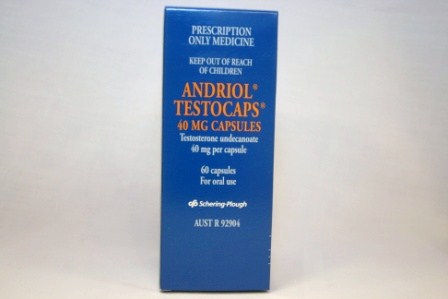 PRESCRIPTION
ONLY MEDICINE
KEEP OUT OF REACH
OF CHILDREN
ANDRIOL®
TESTOCAPS®
40 MG CAPSULES
Testosterone undecanoate
40 mg per capsule
60 capsules
For oral use
Schering-Plough
AUST R 92904